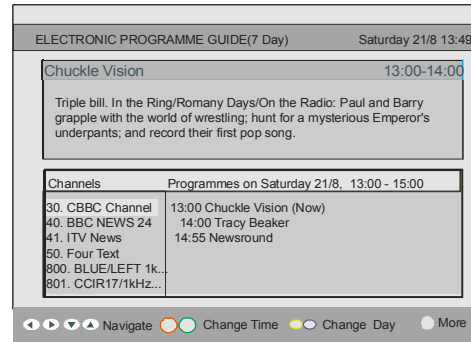 ELECTRONIC PROGRAMME GUIDE(7 Day) Saturday 21/8 13:49
Chuckle Vision 13:00-14:00
Triple bill. In the Ring/Romany Days/On the Radio: Paul and Barry
grapple with the world of wrestling; hunt for a mysterious Emperor's
underpants; and record their first pop song.
Channels Programmes on Saturday 21/8, 13:00 - 15:00
30. CBBC Channel 13:00 Chuckle Vision (Now)
40. BBC NEWS 24 14:00 Tracy Beaker
41. ITV News 14:55 Newsround
50. Four Text
800. BLUE/LEFT 1k...
801. CCIR17/1kHz...
Navigate Change Time Change Day More